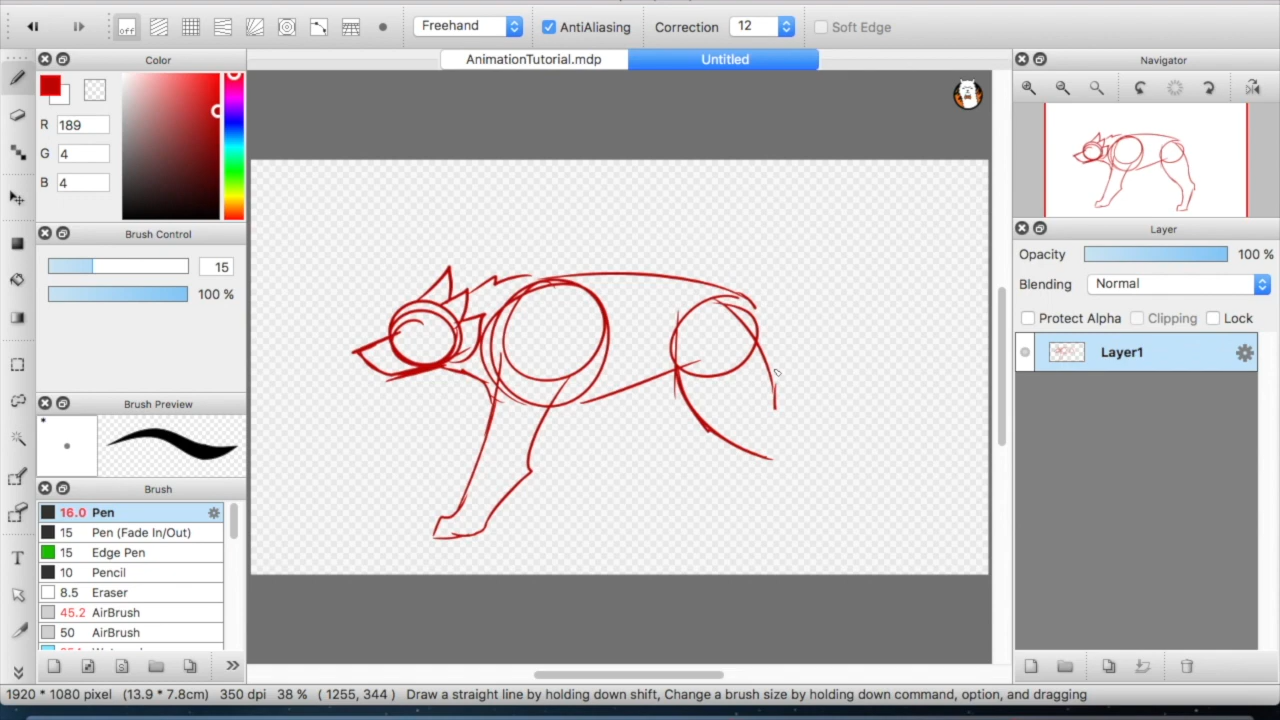 off
Freehand
AntiAliasing
Correction
12
Soft Edge
Color
AnimationTutorial.mdp
Untitled
Navigator
R 189
G 4
B 4
Brush Control
15
100 %
Layer
Opacity 100 %
Blending Normal
Protect Alpha Clipping Lock
Layer1
Brush Preview
*
Brush
16.0 Pen
15 Pen (Fade In/Out)
15 Edge Pen
10 Pencil
8.5 Eraser
45.2 AirBrush
50 AirBrush
T
S
1920 * 1080 pixel (13.9 * 7.8cm) 350 dpi 38 % ( 1255, 344 ) Draw a straight line by holding down shift, Change a brush size by holding down command, option, and dragging